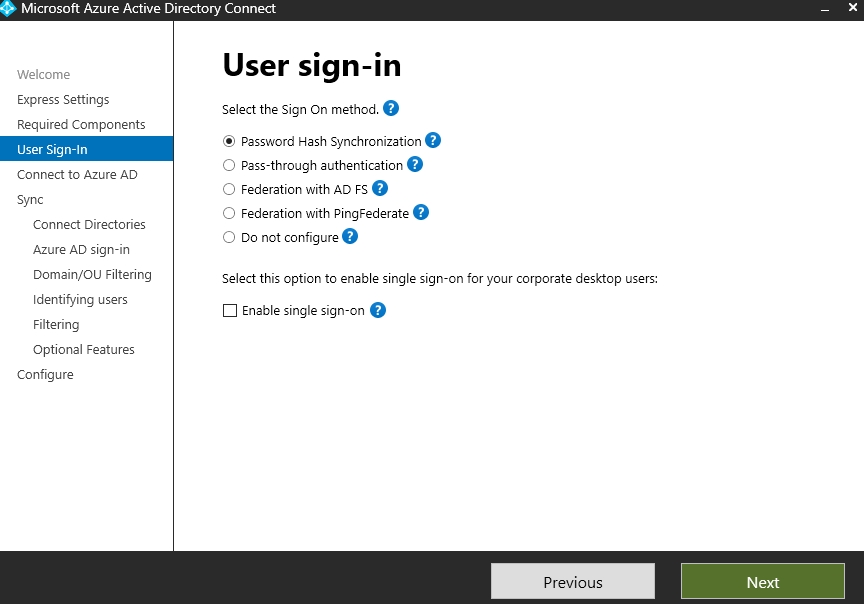 Microsoft Azure Active Directory Connect
Welcome
Express Settings
Required Components
User Sign-In
Connect to Azure AD
Sync
Connect Directories
Azure AD sign-in
Domain/OU Filtering
Identifying users
Filtering
Optional Features
Configure
User sign-in
Select the Sign On method. ?
Password Hash Synchronization ?
Pass-through authentication ?
Federation with AD FS ?
Federation with PingFederate ?
Do not configure ?
Select this option to enable single sign-on for your corporate desktop users:
Enable single sign-on ?
Previous
Next